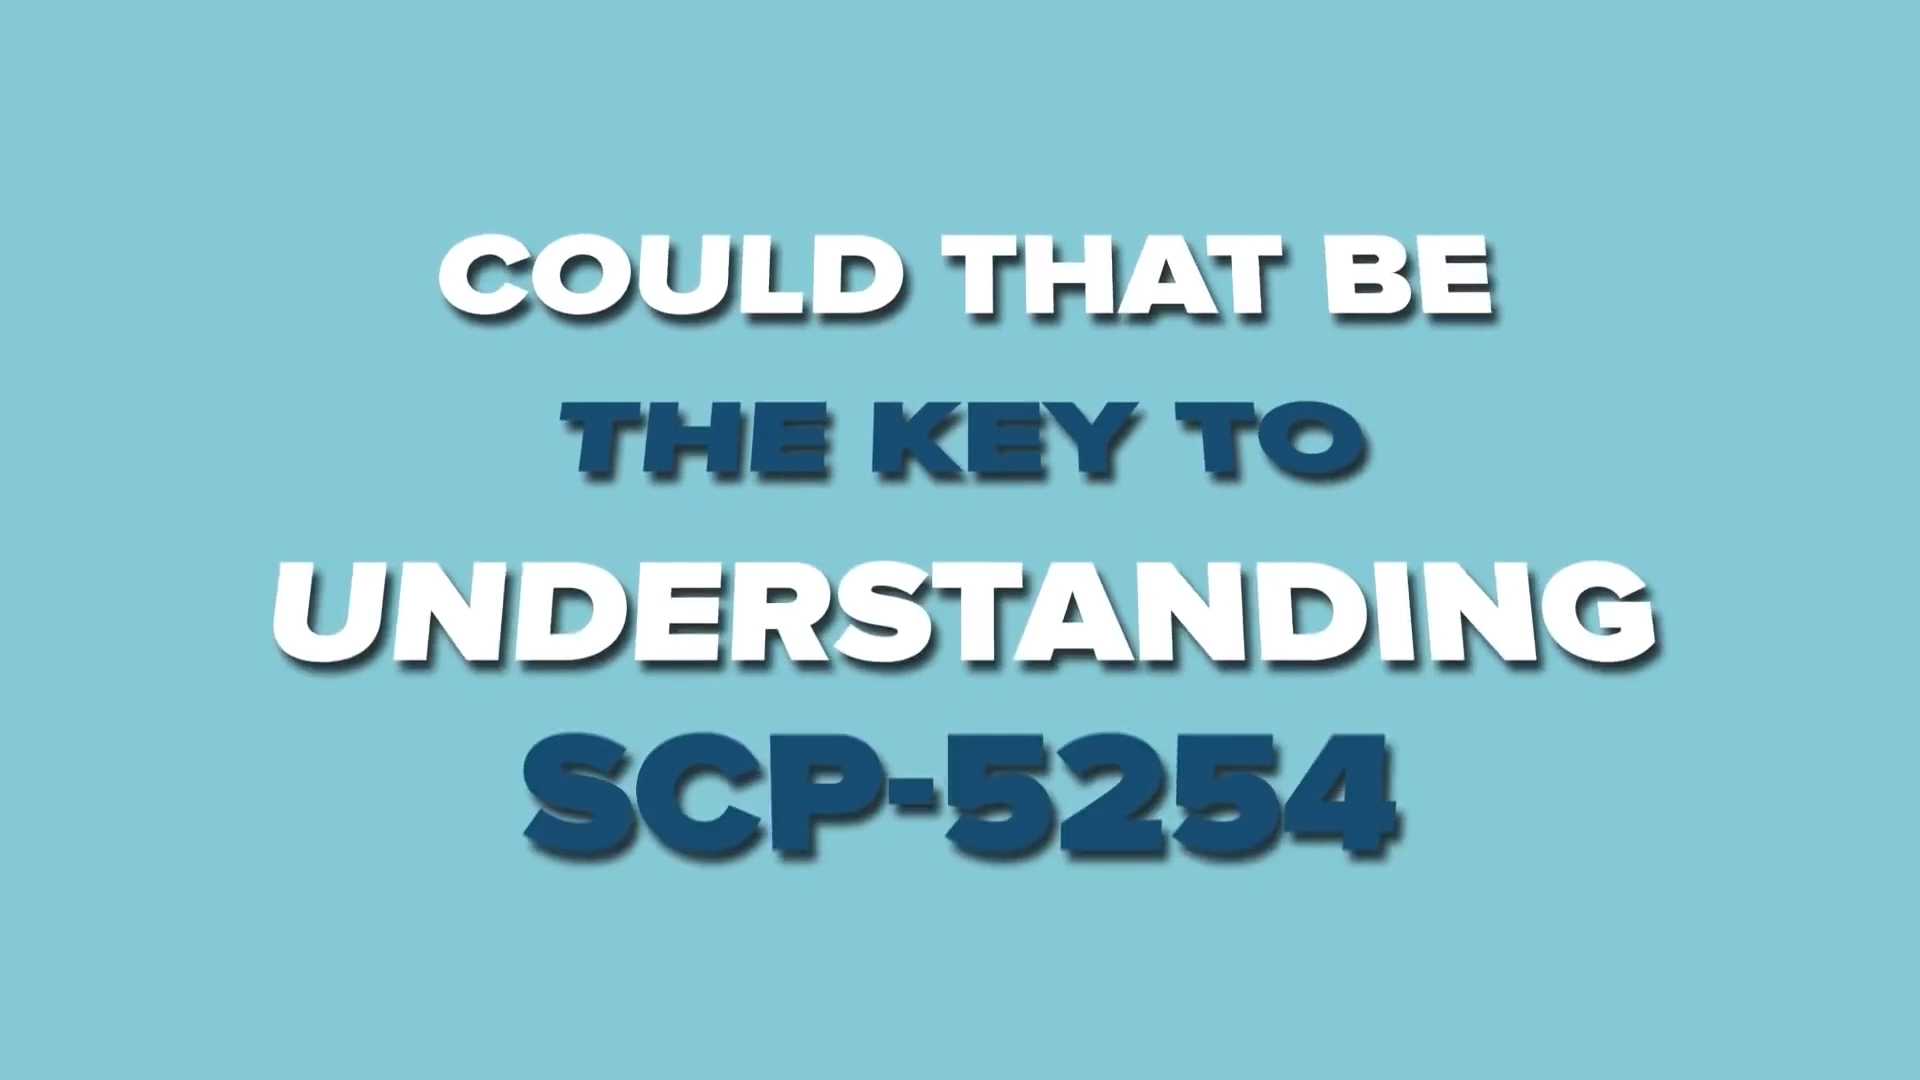 COULD THAT BE
THE KEY TO
UNDERSTANDING
SCP-5254